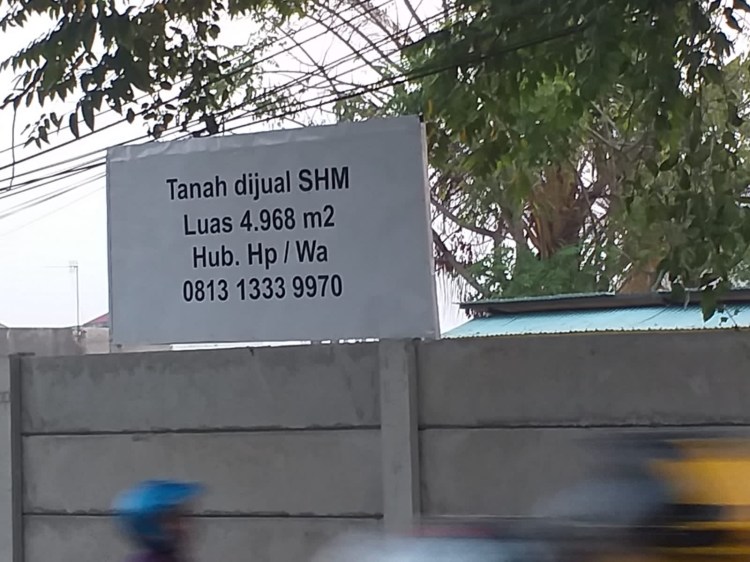 Tanah dijual SHM
Luas 4.968 m2
Hub. Hp / Wa
0813 1333 9970